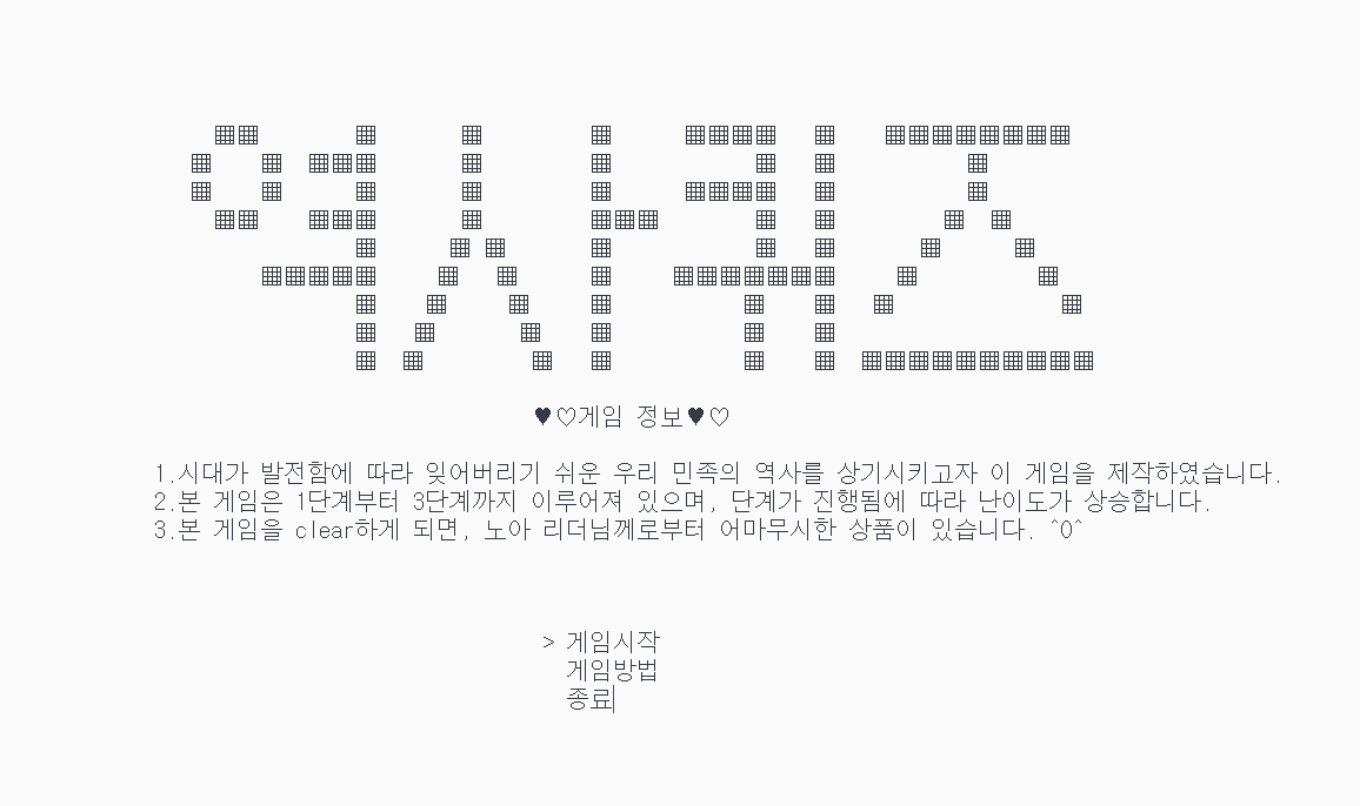 역사퀴즈
♥♡게임 정보♥♡
1.시대가 발전함에 따라 잊어버리기 쉬운 우리 민족의 역사를 상기시키고자 이 게임을 제작하였습니다.
2.본 게임은 1단계부터 3단계까지 이루어져 있으며, 단계가 진행됨에 따라 난이도가 상승합니다.
3.본 게임을 clear하게 되면, 노아 리더님께로부터 어마무시한 상품이 있습니다. ^0^
> 게임시작
게임방법
종료